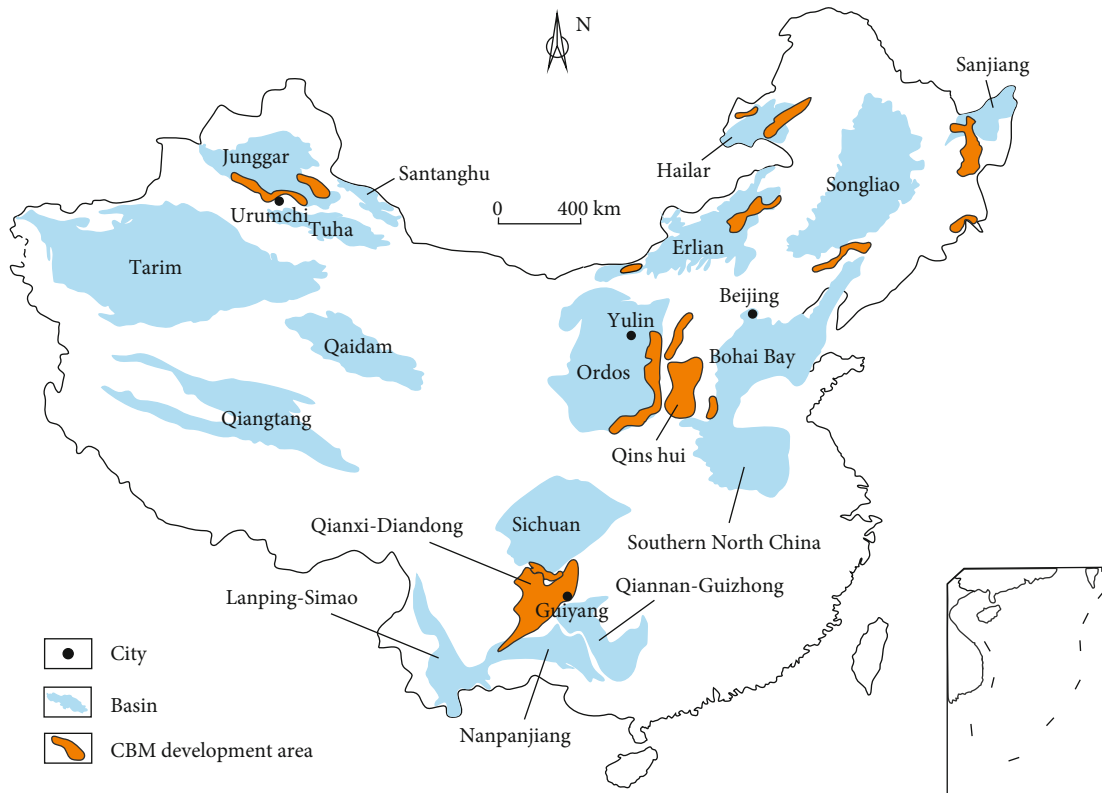 N
Sanjiang
Junggar
Santanghu
Hailar
Songliao
Urumchi
Tuha
0 400 km
Erlian
Tarim
Beijing
Yulin
Qaidam
Ordos
Bohai Bay
Qiangtang
Qins hui
Qianxi-Diandong
Sichuan
Southern North China
Lanping-Simao
Qiannan-Guizhong
Guiyang
City
Basin
Nanpanjiang
CBM development area